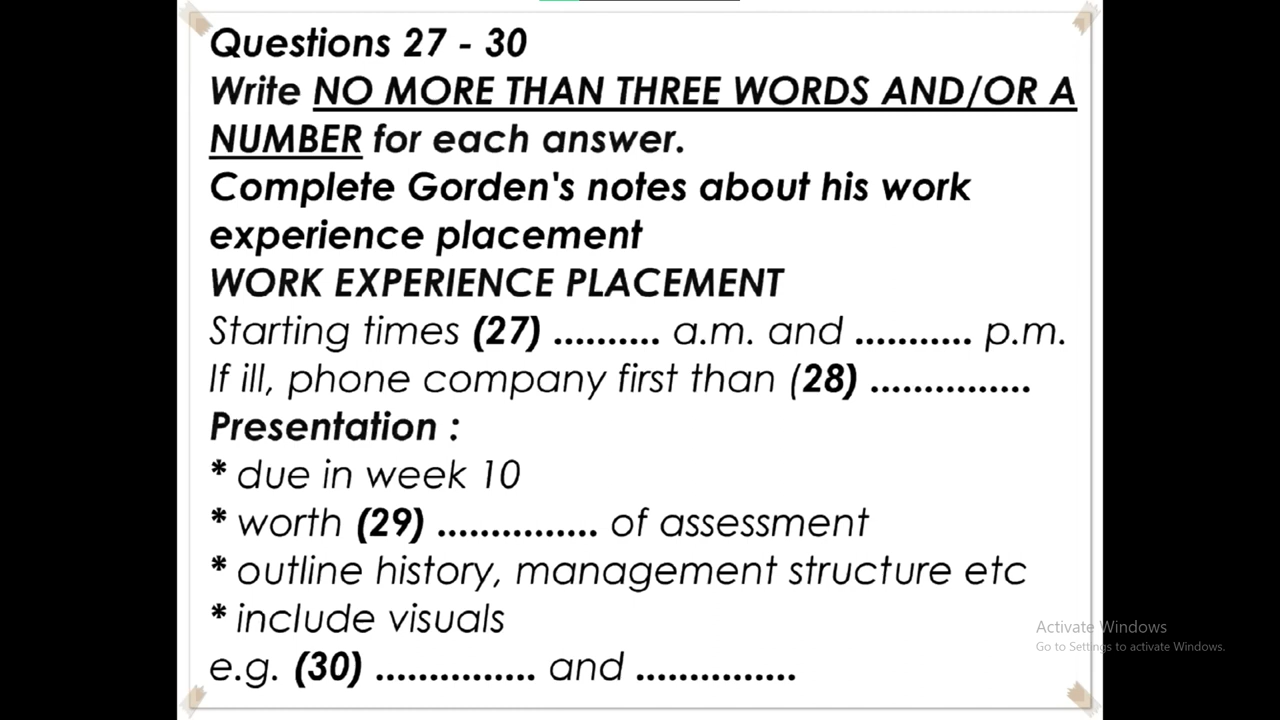 Questions 27 - 30
Write NO MORE THAN THREE WORDS AND/OR A
NUMBER for each answer.
Complete Gorden's notes about his work
experience placement
WORK EXPERIENCE PLACEMENT
Starting times (27) .......... a.m. and ........... p.m.
If ill, phone company first than (28) ...............
Presentation :
* due in week 10
* worth (29) ............... of assessment
* outline history, management structure etc
* include visuals
e.g. (30) ............... and ...............
Activate Windows
Go to Settings to activate Windows.